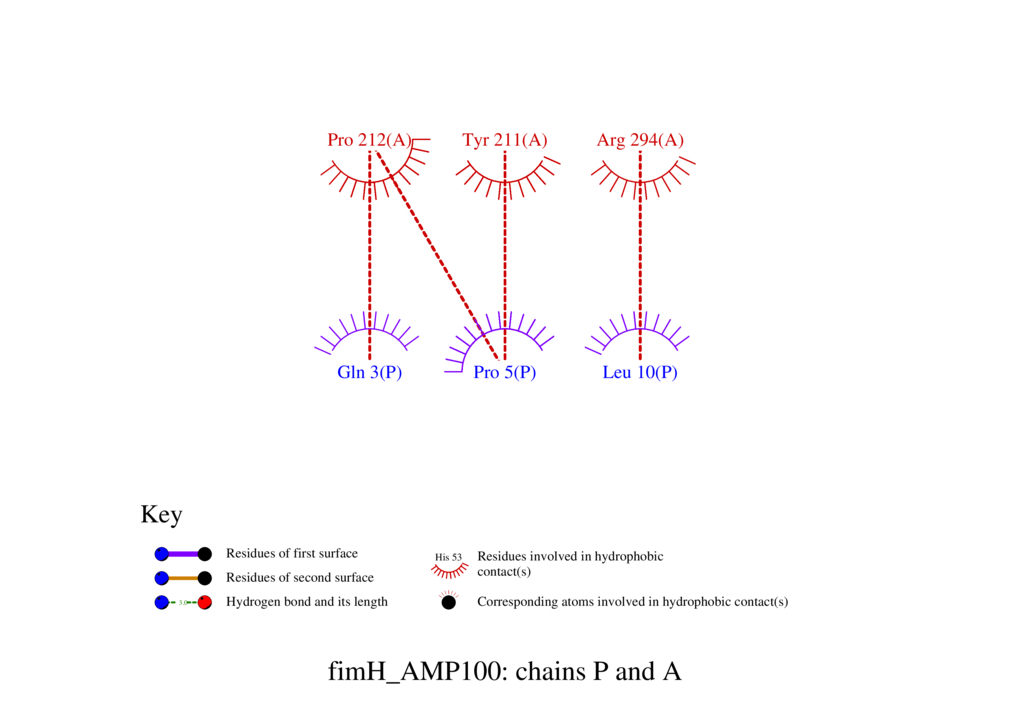 Pro 212(A) Tyr 211(A) Arg 294(A)
Gln 3(P) Pro 5(P) Leu 10(P)
Key
Residues of first surface
Residues of second surface
3.0
Hydrogen bond and its length
His 53
Residues involved in hydrophobic
contact(s)
Corresponding atoms involved in hydrophobic contact(s)
fimH_AMP100: chains P and A